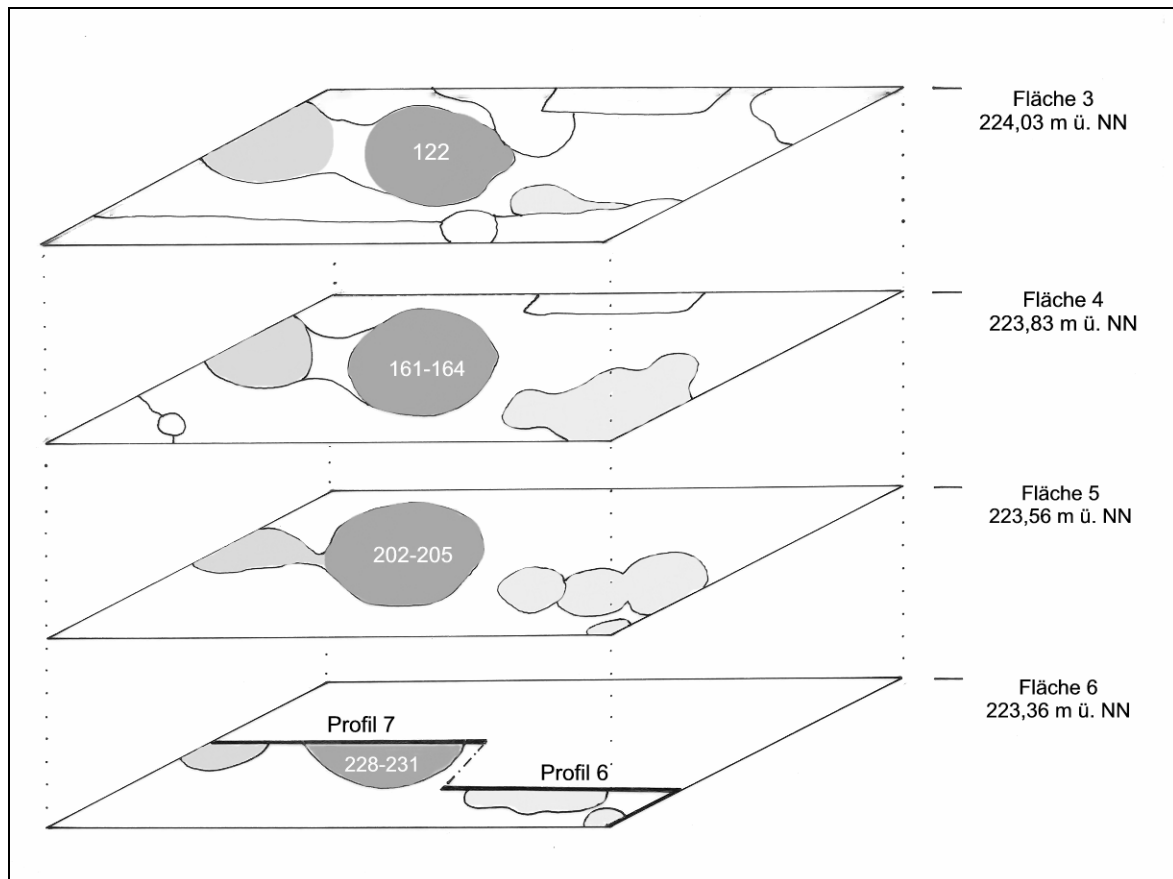 Fläche 3
224,03 m ü. NN
122
Fläche 4
223,83 m ü. NN
161-164
Fläche 5
223,56 m ü. NN
202-205
Fläche 6
223,36 m ü. NN
Profil 7
228-231
Profil 6